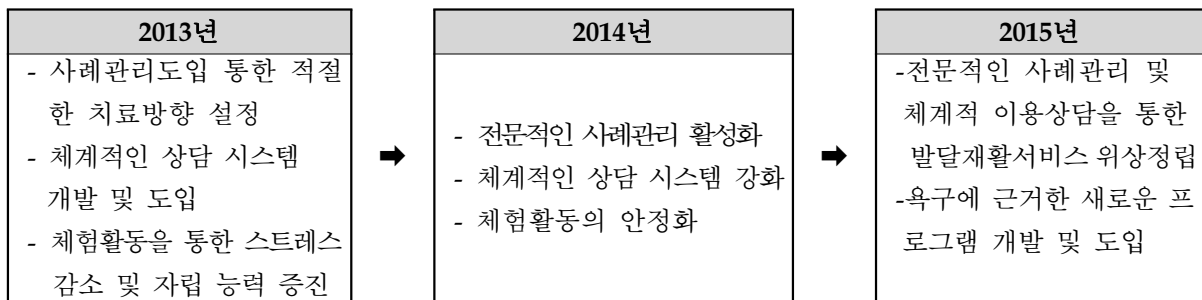 2013년
- 사례관리도입 통한 적절
한 치료방향 설정
- 체계적인 상담 시스템
개발 및 도입
- 체험활동을 통한 스트레스
감소 및 자립 능력 증진
➡
2014년
- 전문적인 사례관리 활성화
- 체계적인 상담 시스템 강화
- 체험활동의 안정화
➡
2015년
-전문적인 사례관리 및
체계적 이용상담을 통한
발달재활서비스 위상정립
-욕구에 근거한 새로운 프
로그램 개발 및 도입